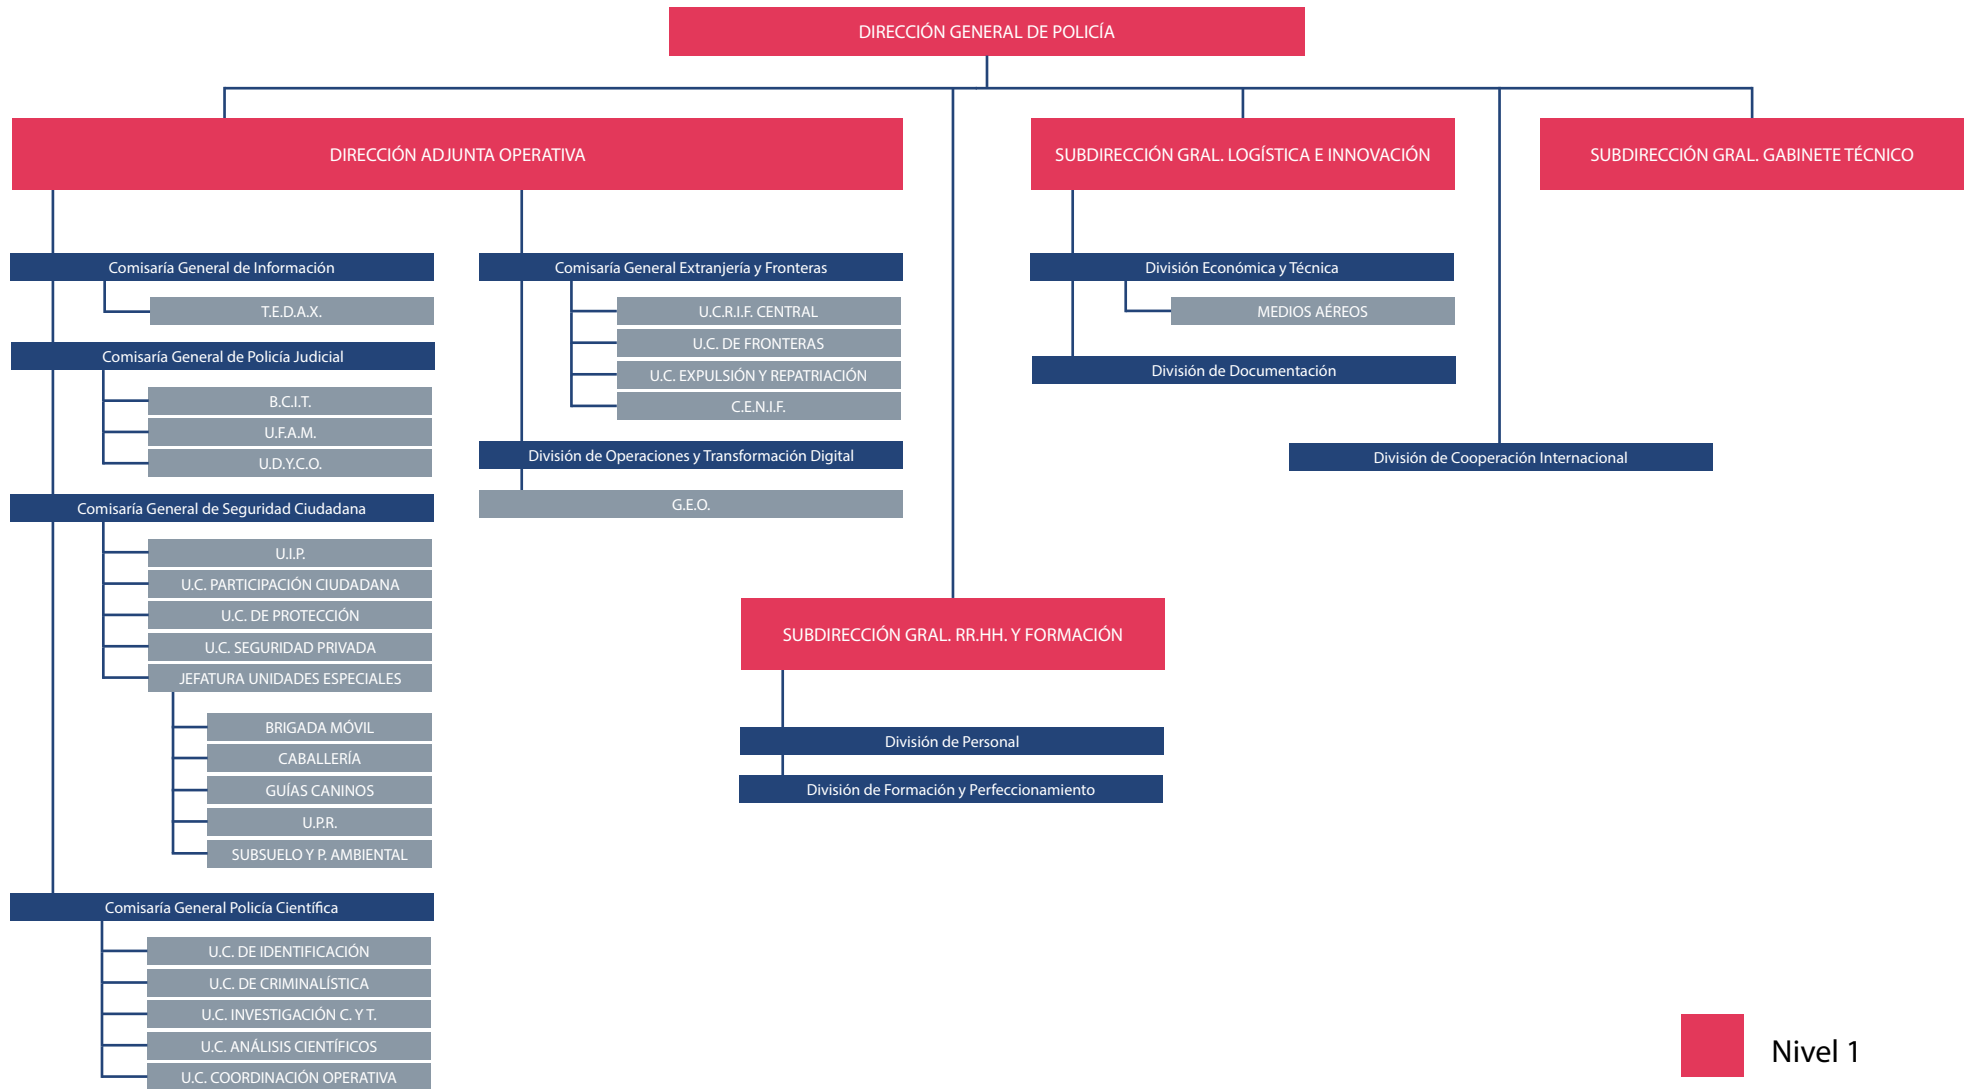 DIRECCIÓN GENERAL DE POLICÍA
DIRECCIÓN ADJUNTA OPERATIVA
SUBDIRECCIÓN GRAL. LOGÍSTICA E INNOVACIÓN
SUBDIRECCIÓN GRAL. GABINETE TÉCNICO
Comisaría General de Información
T.E.D.A.X.
Comisaría General de Policía Judicial
B.C.I.T.
U.F.A.M.
U.D.Y.C.O.
Comisaría General de Seguridad Ciudadana
U.I.P.
U.C. PARTICIPACIÓN CIUDADANA
U.C. DE PROTECCIÓN
U.C. SEGURIDAD PRIVADA
JEFATURA UNIDADES ESPECIALES
BRIGADA MÓVIL
CABALLERÍA
GUÍAS CANINOS
U.P.R.
SUBSUELO Y P. AMBIENTAL
Comisaría General Policía Científica
U.C. DE IDENTIFICACIÓN
U.C. DE CRIMINALÍSTICA
U.C. INVESTIGACIÓN C. Y T.
U.C. ANÁLISIS CIENTÍFICOS
U.C. COORDINACIÓN OPERATIVA
Comisaría General Extranjería y Fronteras
U.C.R.I.F. CENTRAL
U.C. DE FRONTERAS
U.C. EXPULSIÓN Y REPATRIACIÓN
C.E.N.I.F.
División de Operaciones y Transformación Digital
G.E.O.
División Económica y Técnica
MEDIOS AÉREOS
División de Documentación
División de Cooperación Internacional
SUBDIRECCIÓN GRAL. RR.HH. Y FORMACIÓN
División de Personal
División de Formación y Perfeccionamiento
Nivel 1